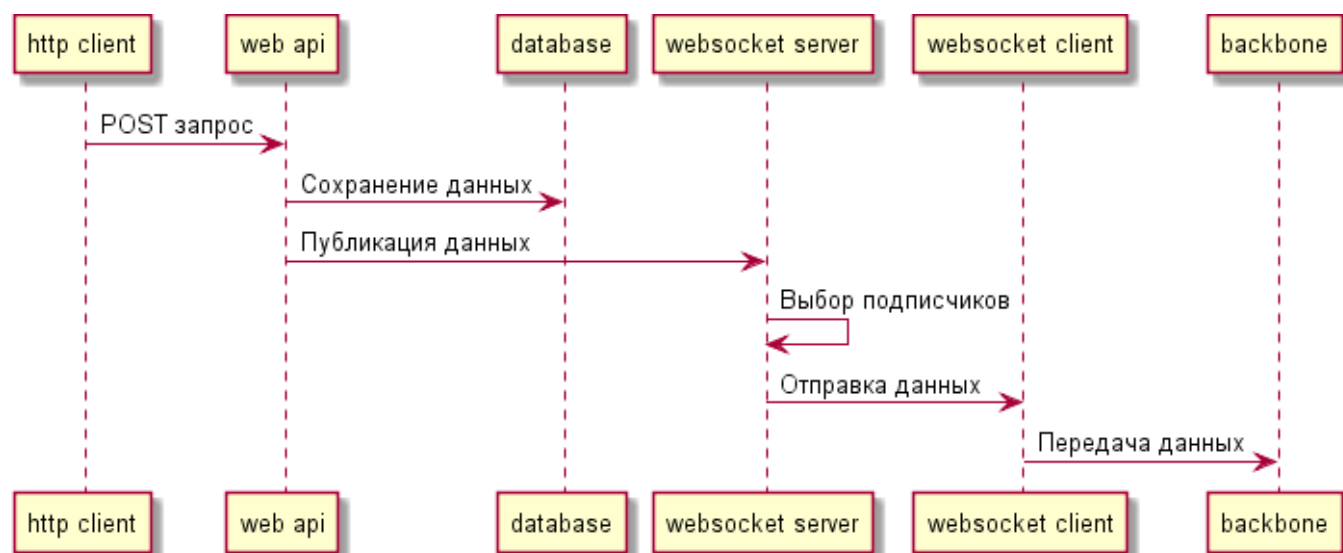 http client web api database websocket server websocket client backbone
POST запрос
Сохранение данных
Публикация данных
Выбор подписчиков
Отправка данных
Передача данных
http client web api database websocket server websocket client backbone